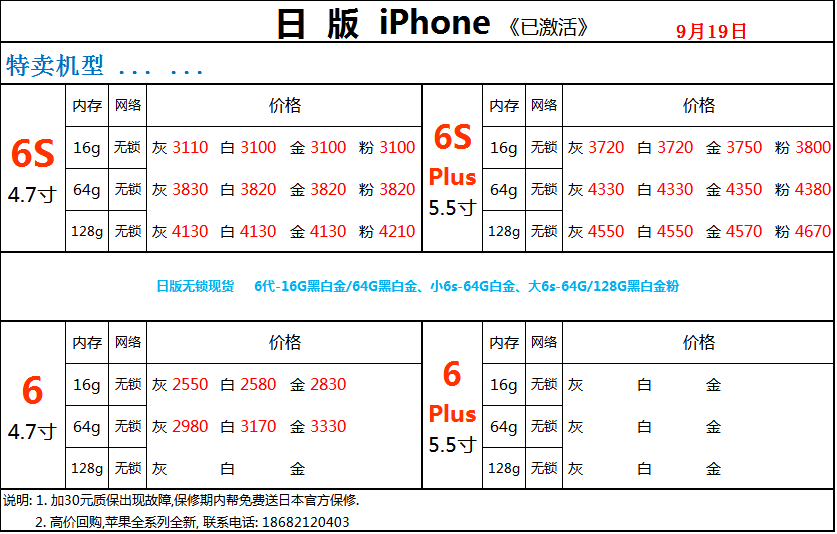 日 版 iPhone 《已激活》 9月19日
特卖机型 ... ...
内存 网络 价格 内存 网络 价格
6S 4.7寸 6S Plus 5.5寸
16g 无锁 灰 3110 白 3100 金 3100 粉 3100 16g 无锁 灰 3720 白 3720 金 3750 粉 3800
64g 无锁 灰 3830 白 3820 金 3820 粉 3820 64g 无锁 灰 4330 白 4330 金 4350 粉 4380
128g 无锁 灰 4130 白 4130 金 4130 粉 4210 128g 无锁 灰 4550 白 4550 金 4570 粉 4670
日版无锁现货 6代-16G黑白金/64G黑白金、小6s-64G白金、大6s-64G/128G黑白金粉
内存 网络 价格 内存 网络 价格
6 4.7寸 6 Plus 5.5寸
16g 无锁 灰 2550 白 2580 金 2830 16g 无锁 灰 白 金
64g 无锁 灰 2980 白 3170 金 3330 64g 无锁 灰 白 金
128g 无锁 灰 白 金 128g 无锁 灰 白 金
说明: 1. 加30元质保出现故障,保修期内帮免费送日本官方保修.
2. 高价回购,苹果全系列全新, 联系电话: 18682120403